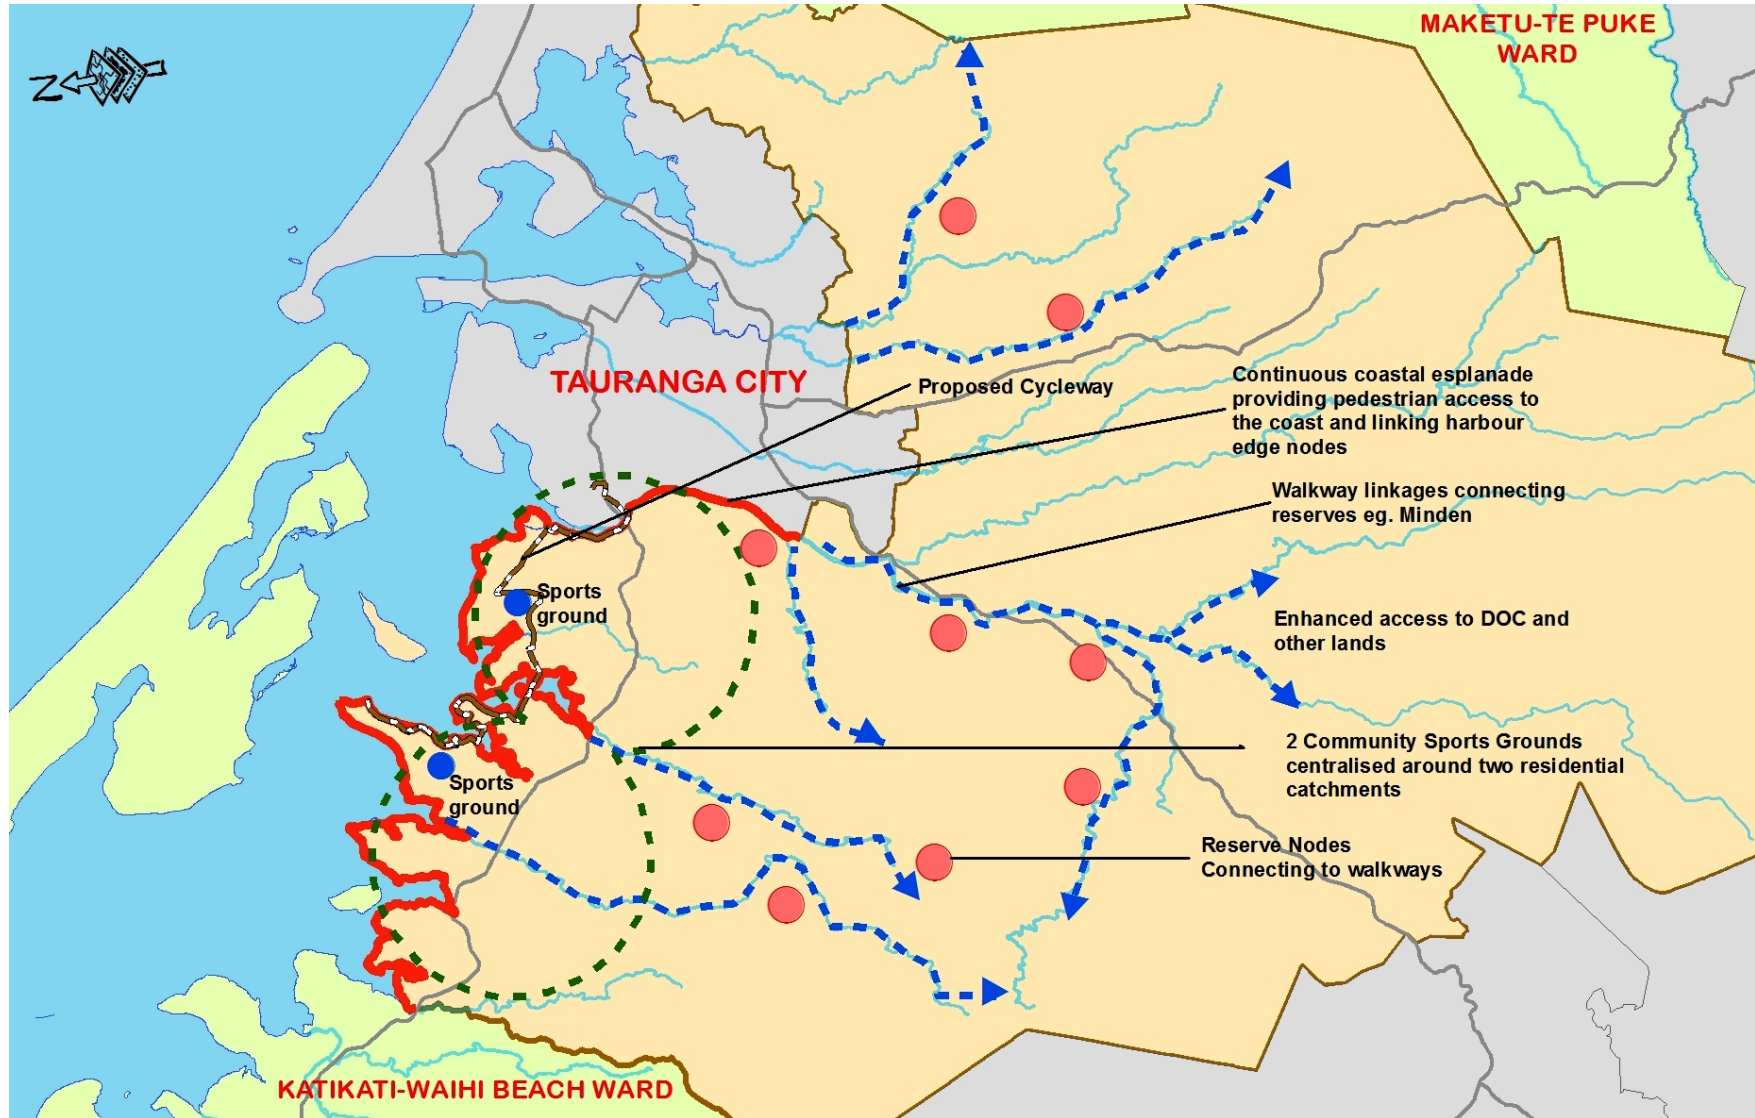 MAKETU-TE PUKE
WARD
N
TAURANGA CITY
Proposed Cycleway
Continuous coastal esplanade
providing pedestrian access to
the coast and linking harbour
edge nodes
Walkway linkages connecting
reserves eg. Minden
Sports
ground
Enhanced access to DOC and
other lands
2 Community Sports Grounds
centralised around two residential
catchments
Sports
ground
Reserve Nodes
Connecting to walkways
KATIKATI-WAIHI BEACH WARD